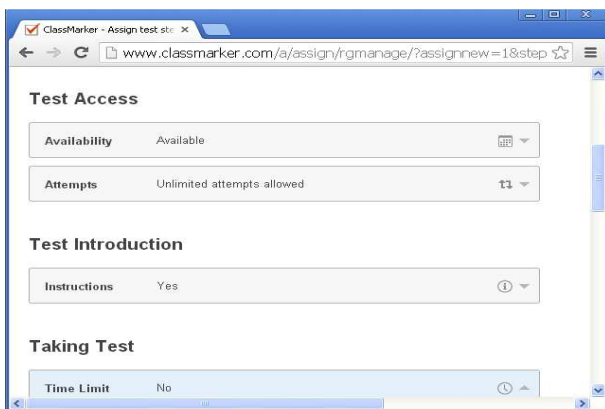 ClassMarker - Assign test ste
www.classmarker.com/a/assign/rgmanage/?assignnew=1&step
Test Access
Availability Available
Attempts Unlimited attempts allowed
Test Introduction
Instructions Yes
Taking Test
Time Limit No